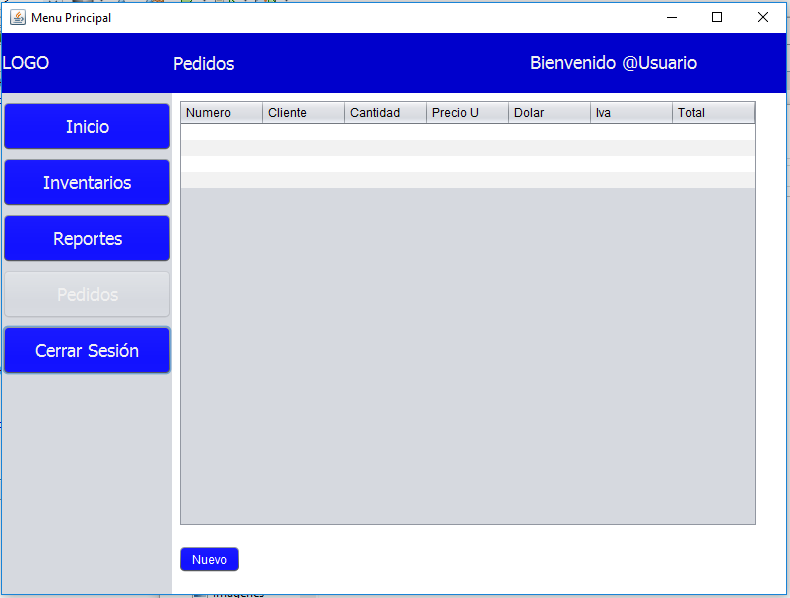 Menu Principal
LOGO
Pedidos
Bienvenido @Usuario
Inicio
Inventarios
Reportes
Pedidos
Cerrar Sesión
Numero Cliente Cantidad Precio U Dolar Iva Total
Nuevo